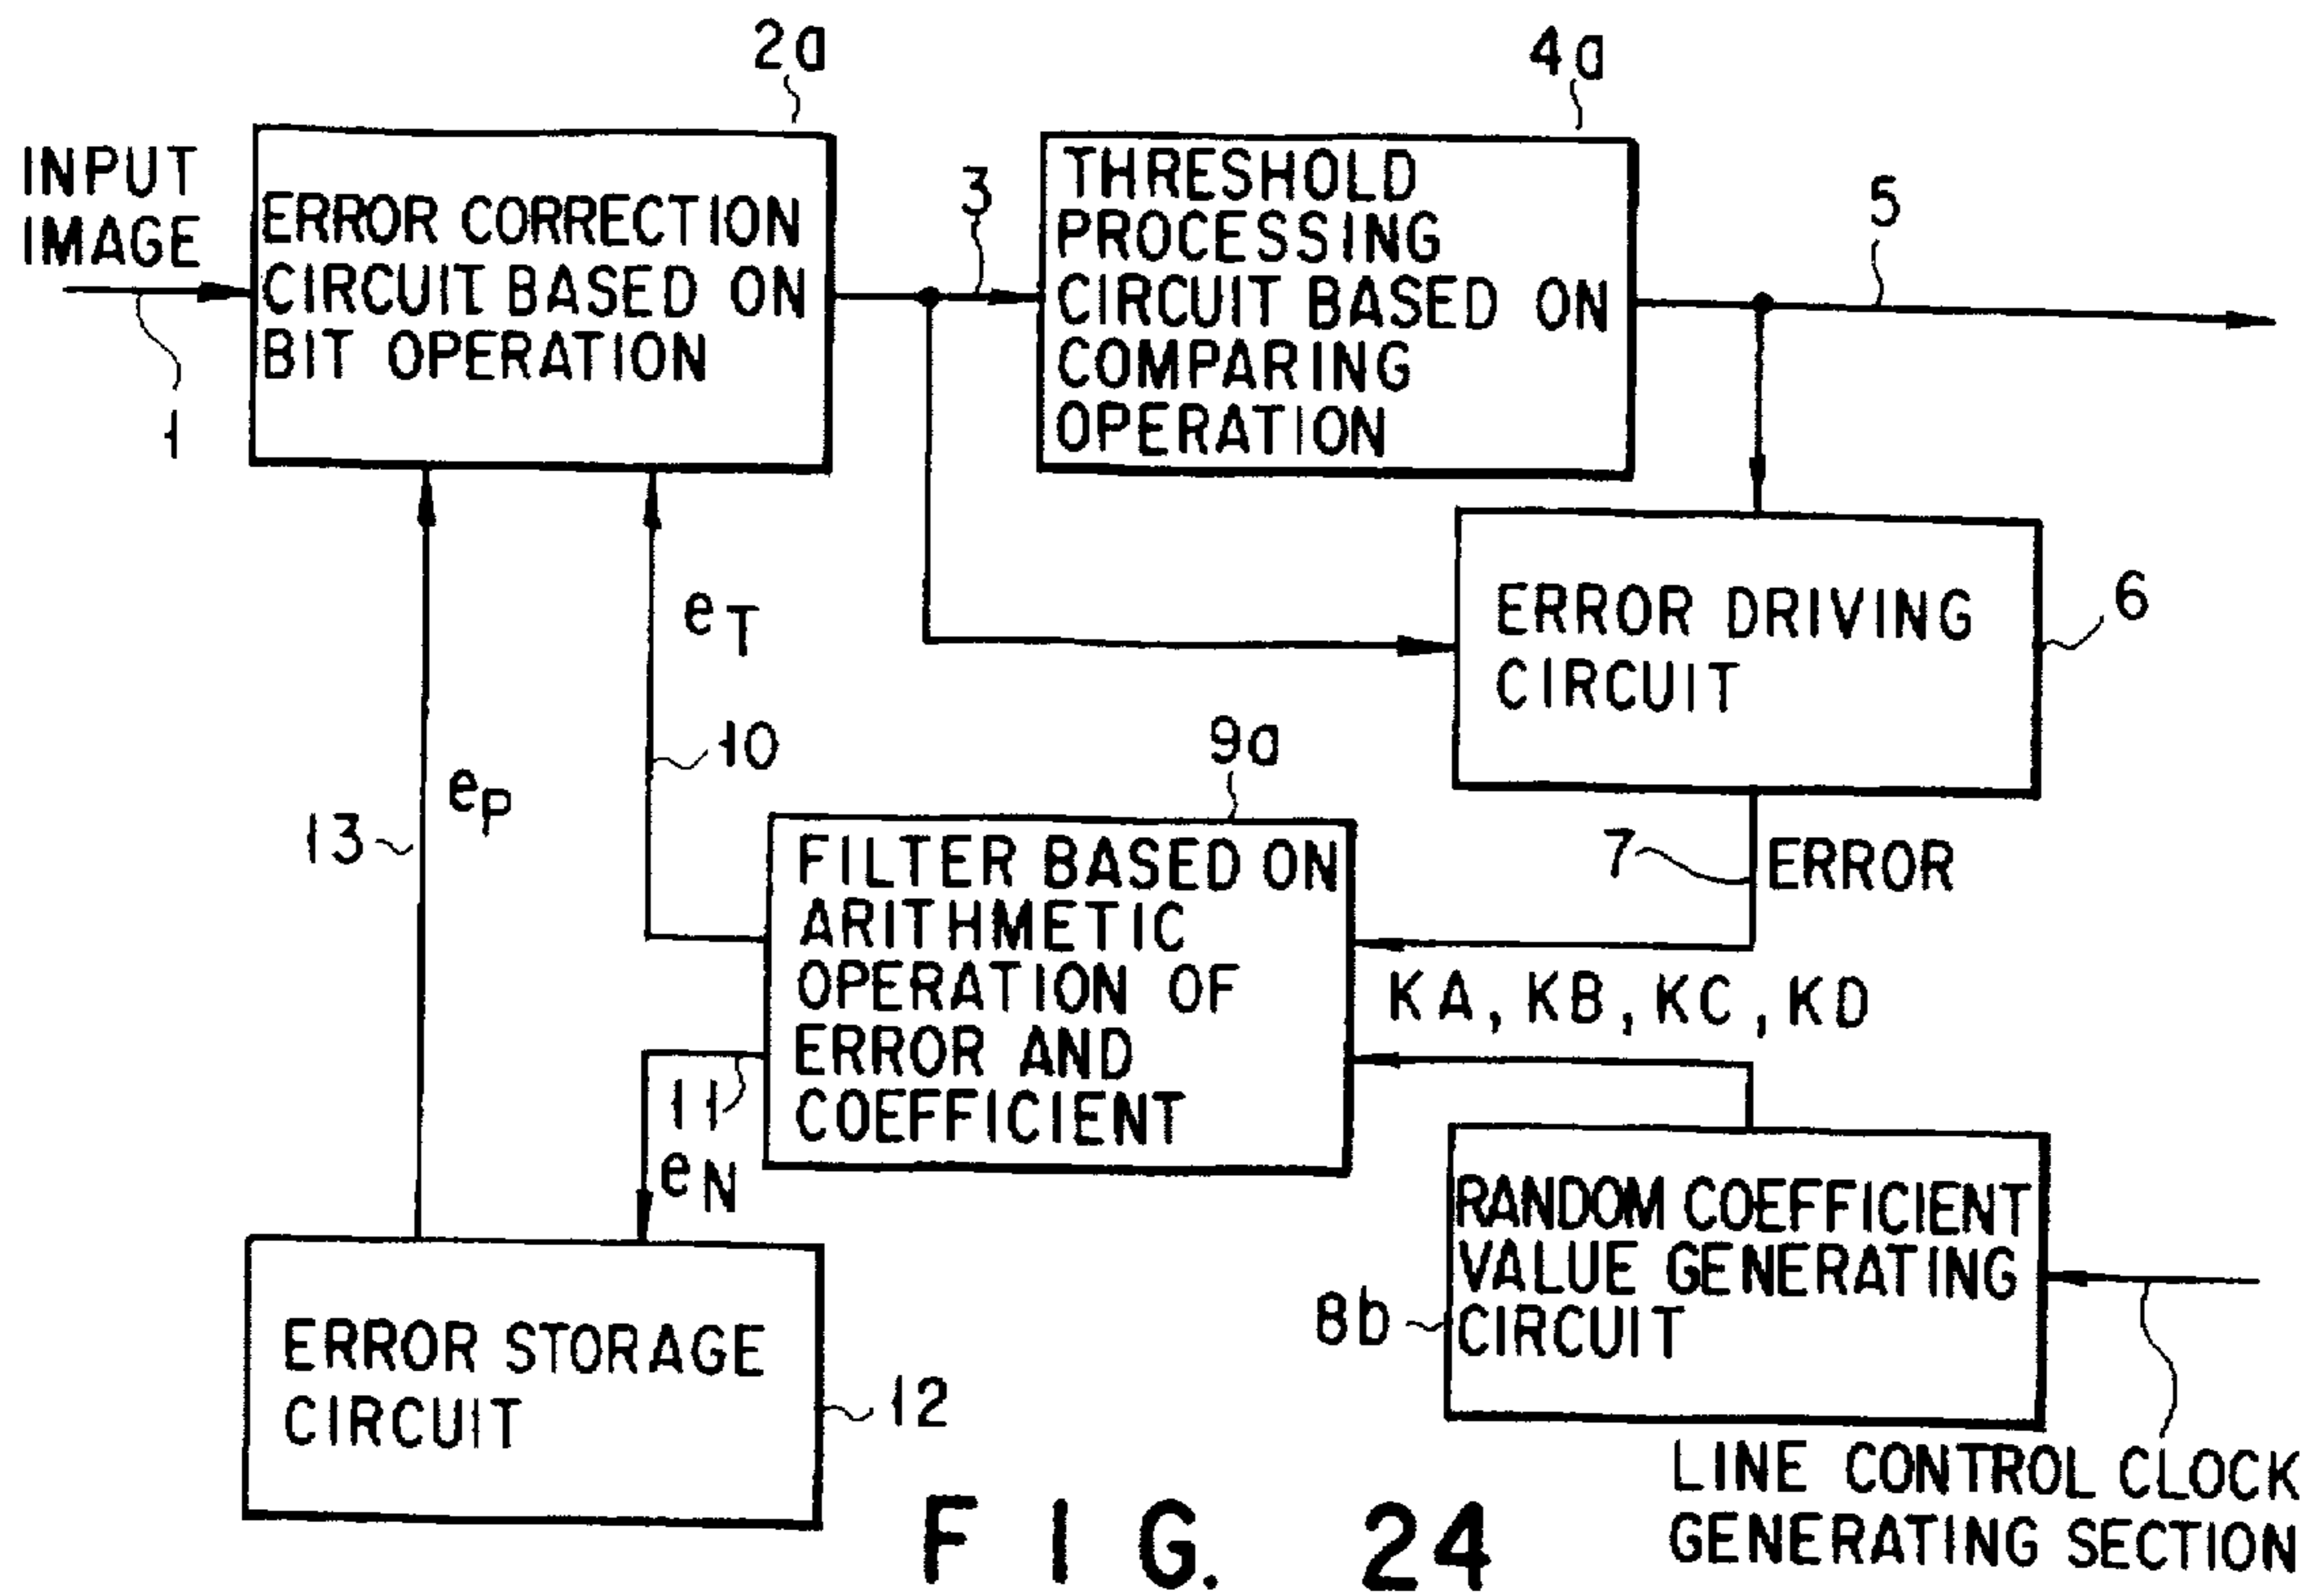 2a
4a
INPUT
IMAGE
ERROR CORRECTION
CIRCUIT BASED ON
BIT OPERATION
1
3
THRESHOLD
PROCESSING
CIRCUIT BASED ON
COMPARING
OPERATION
5
ERROR DRIVING
CIRCUIT
6
eT
10
eP
13
9a
FILTER BASED ON
ARITHMETIC
OPERATION OF
ERROR AND
COEFFICIENT
7
ERROR
KA, KB, KC, KD
11
eN
RANDOM COEFFICIENT
VALUE GENERATING
CIRCUIT
8b
ERROR STORAGE
CIRCUIT
12
LINE CONTROL CLOCK
GENERATING SECTION
FIG. 24